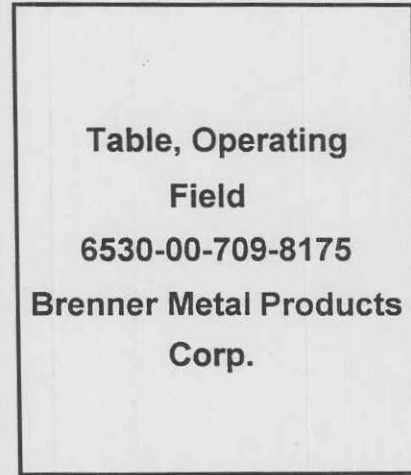 Table, Operating
Field
6530-00-709-8175
Brenner Metal Products
Corp.